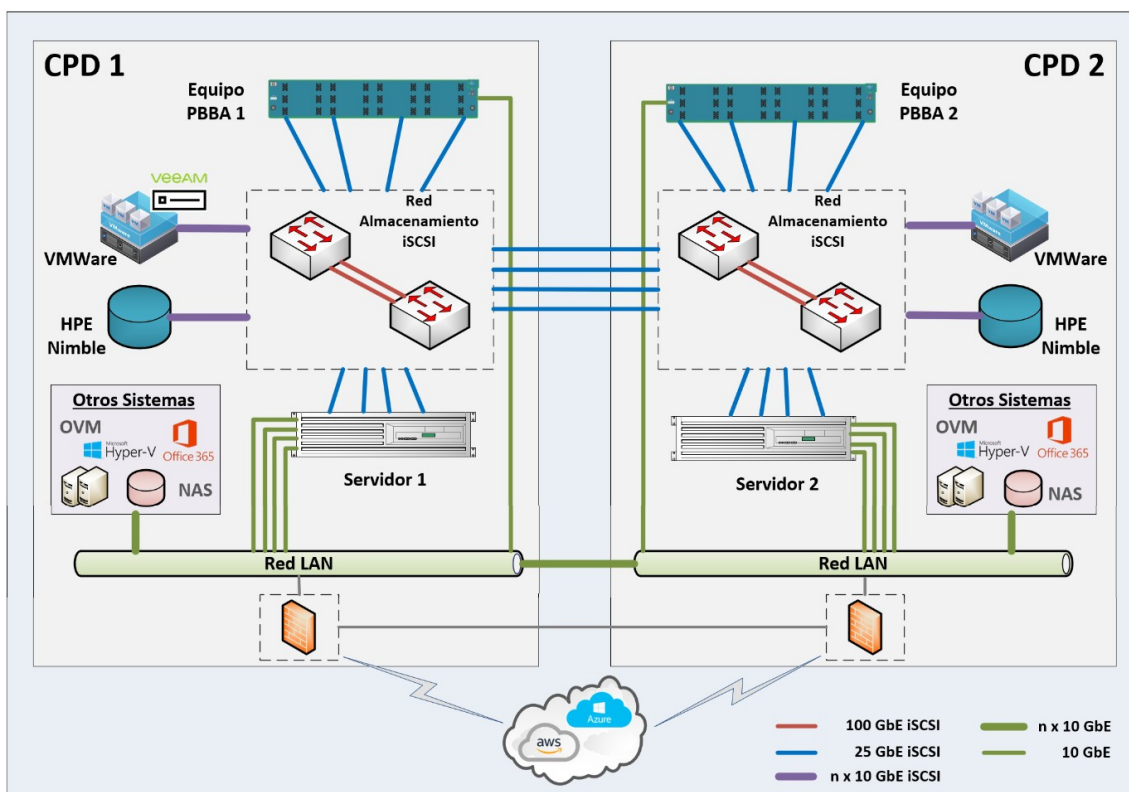 CPD 1
Equipo
PBBA 1
veeAM
VMWare
HPE
Nimble
Red
Almacenamiento
iSCSI
Otros Sistemas
OVM
Microsoft
Hyper-V
Office 365
NAS
Servidor 1
Red LAN
CPD 2
Equipo
PBBA 2
Red
Almacenamiento
iSCSI
VMWare
HPE
Nimble
Otros Sistemas
OVM
Microsoft
Hyper-V
Office 365
NAS
Servidor 2
Red LAN
Azure
aws
100 GbE iSCSI
25 GbE iSCSI
n x 10 GbE iSCSI
n x 10 GbE
10 GbE